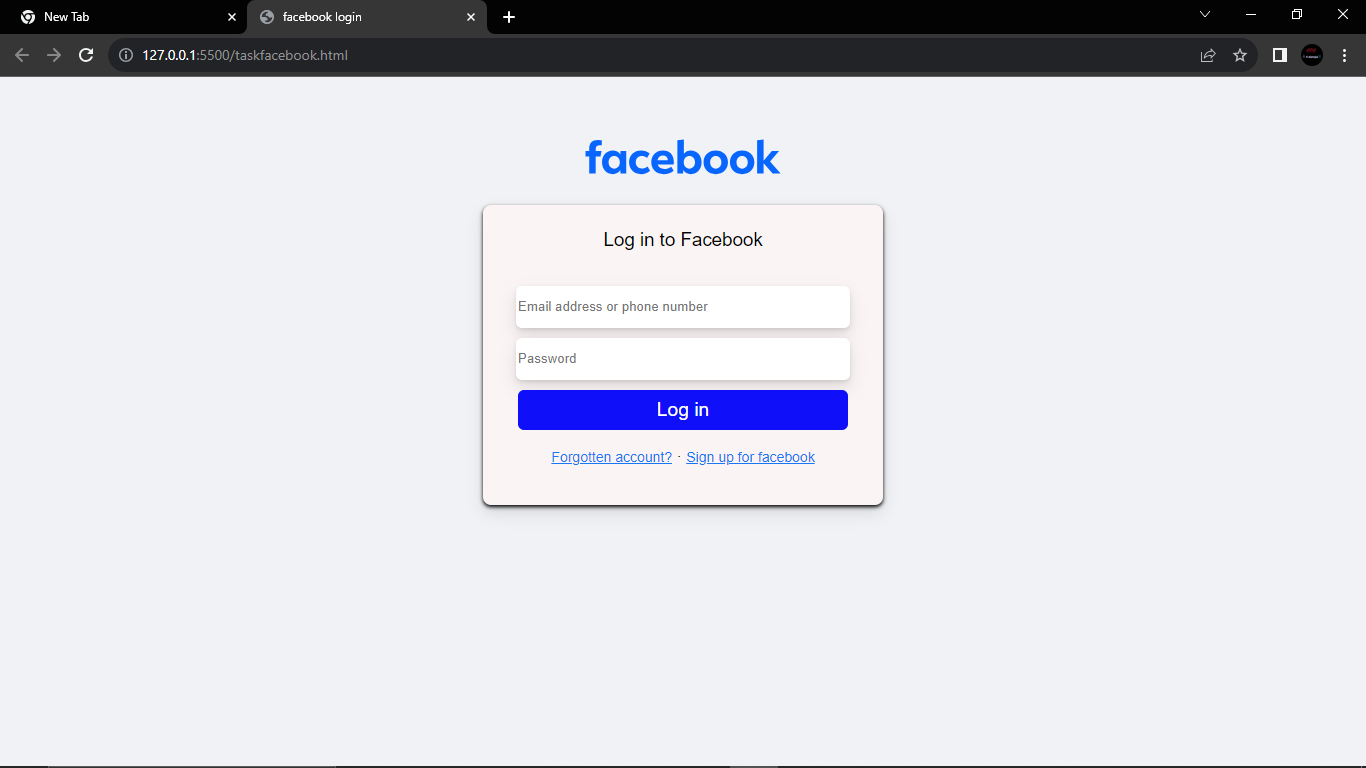 New Tab
facebook login
127.0.0.1:5500/taskfacebook.html
facebook
Log in to Facebook
Email address or phone number
Password
Log in
Forgotten account? · Sign up for facebook